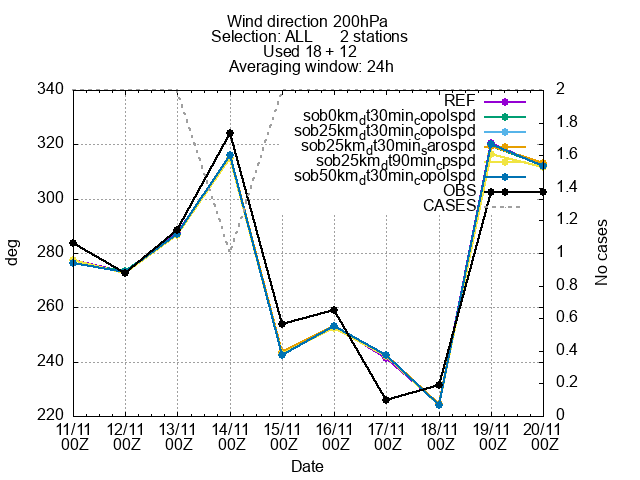 Wind direction 200hPa
Selection: ALL 2 stations
Used 18 + 12
Averaging window: 24h
340
320
300
280
260
240
220
deg
2
1.8
1.6
1.4
1.2
1
0.8
0.6
0.4
0.2
0
No cases
REF
sob0km_dt30min_copolspd
sob25km_dt30min_copolspd
sob25km_dt30min_sarospd
sob25km_dt90min_cpspd
sob50km_dt30min_copolspd
OBS
CASES
11/11 12/11 13/11 14/11 15/11 16/11 17/11 18/11 19/11 20/11
00Z 00Z 00Z 00Z 00Z 00Z 00Z 00Z 00Z 00Z
Date